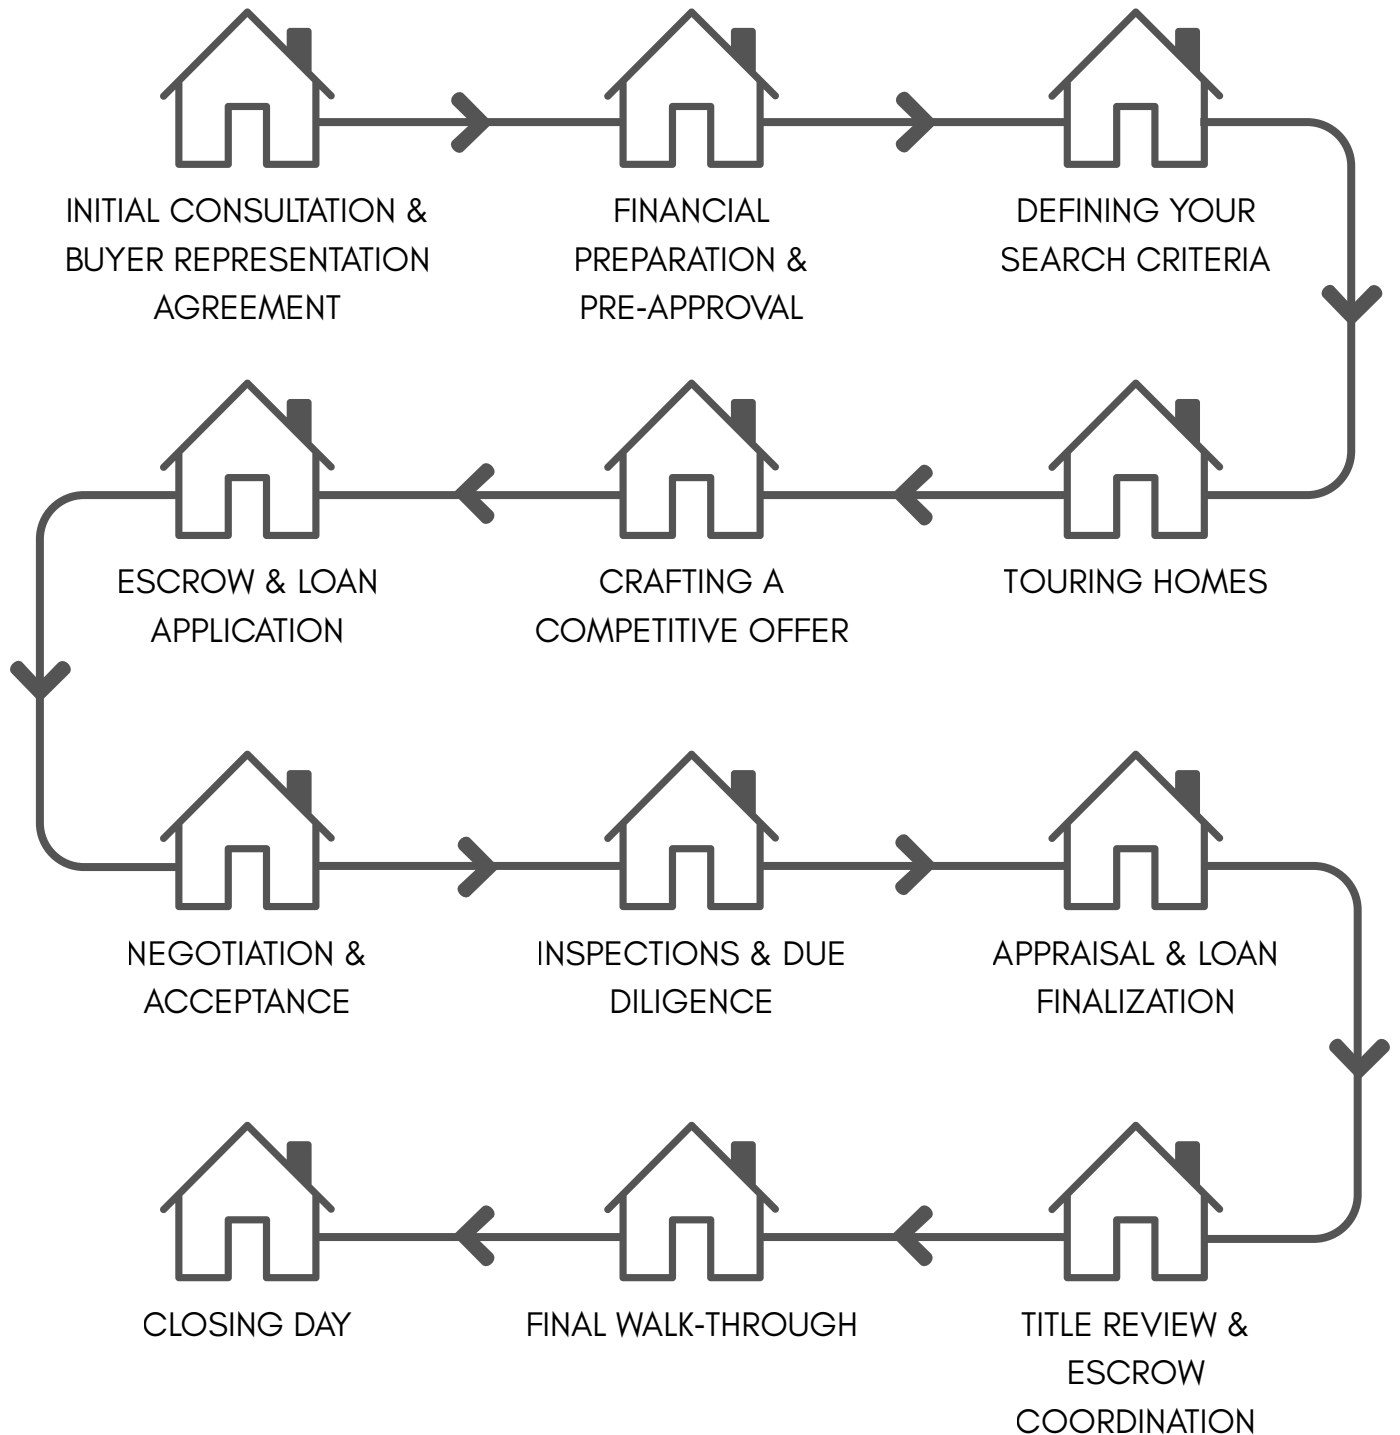 INITIAL CONSULTATION &
BUYER REPRESENTATION
AGREEMENT
FINANCIAL
PREPARATION &
PRE-APPROVAL
DEFINING YOUR
SEARCH CRITERIA
TOURING HOMES
CRAFTING A
COMPETITIVE OFFER
ESCROW & LOAN
APPLICATION
NEGOTIATION &
ACCEPTANCE
INSPECTIONS & DUE
DILIGENCE
APPRAISAL & LOAN
FINALIZATION
TITLE REVIEW &
ESCROW
COORDINATION
FINAL WALK-THROUGH
CLOSING DAY